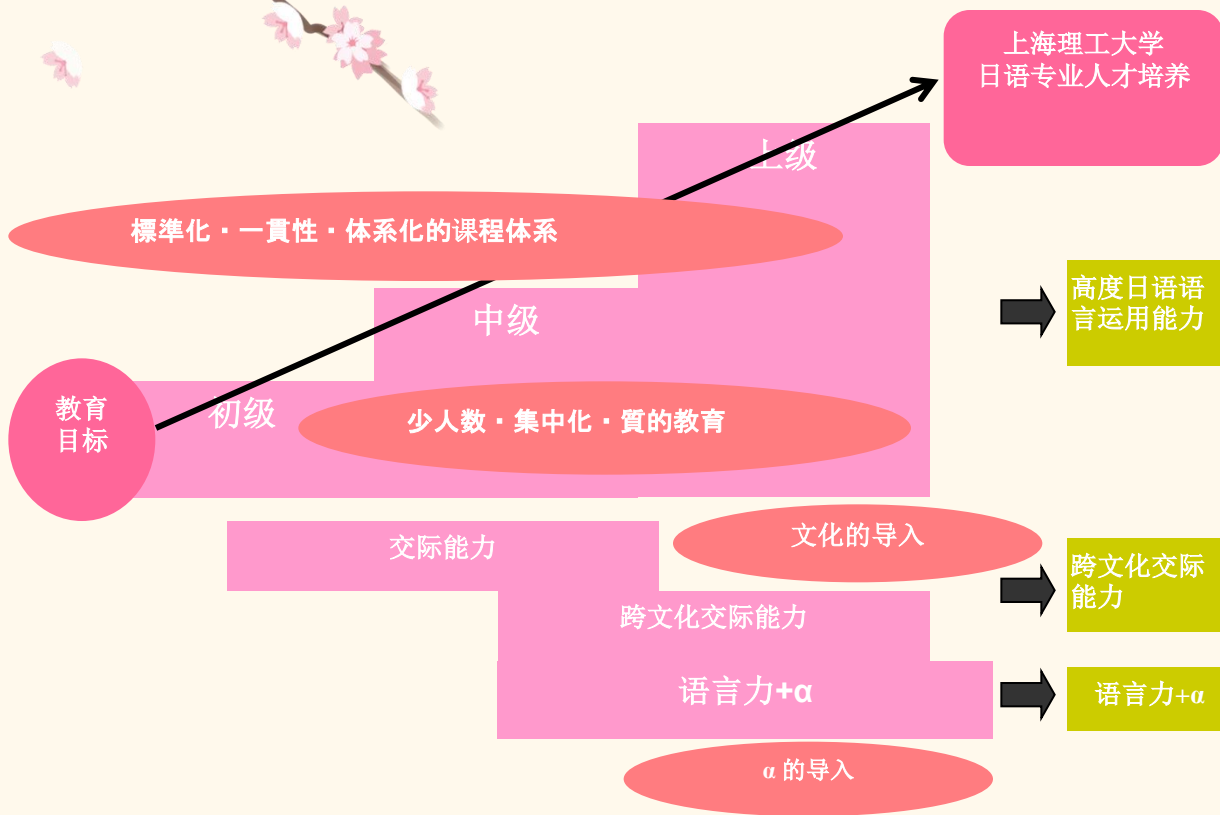 上海理工大学
日语专业人才培养
上级
標準化・一貫性・体系化的课程体系
高度日语语
言运用能力
中级
教育
目标
初级
少人数・集中化・質的教育
交际能力
文化的导入
跨文化交际
能力
跨文化交际能力
语言力+α
语言力+α
α 的导入